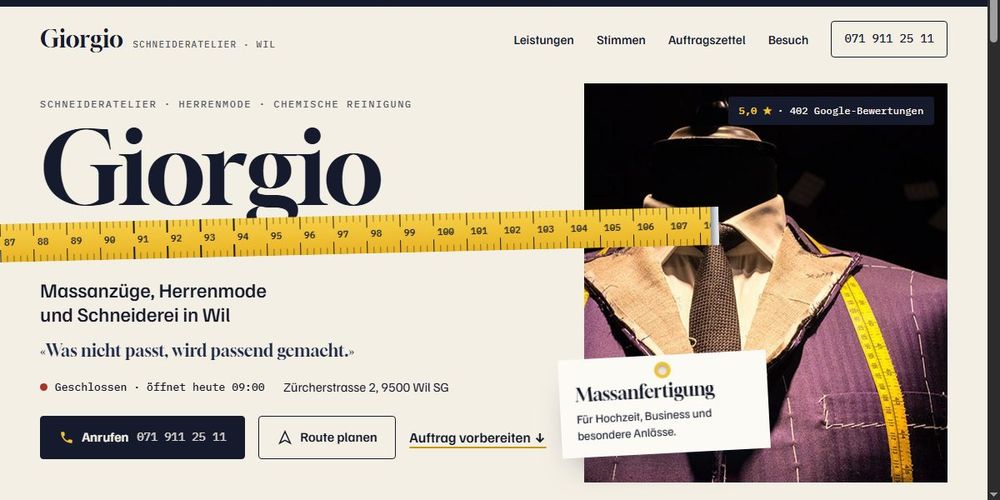 Giorgio SCHNEIDERATELIER · WIL
Leistungen Stimmen Auftragszettel Besuch 071 911 25 11
SCHNEIDERATELIER · HERRENMODE · CHEMISCHE REINIGUNG
5,0 ★ · 402 Google-Bewertungen
Giorgio
87 88 89 90 91 92 93 94 95 96 97 98 99 100 101 102 103 104 105 106 107
Massanzüge, Herrenmode
und Schneiderei in Wil
«Was nicht passt, wird passend gemacht.»
Geschlossen · öffnet heute 09:00 Zürcherstrasse 2, 9500 Wil SG
Anrufen 071 911 25 11 Route planen Auftrag vorbereiten ↓
Massanfertigung
Für Hochzeit, Business und
besondere Anlässe.